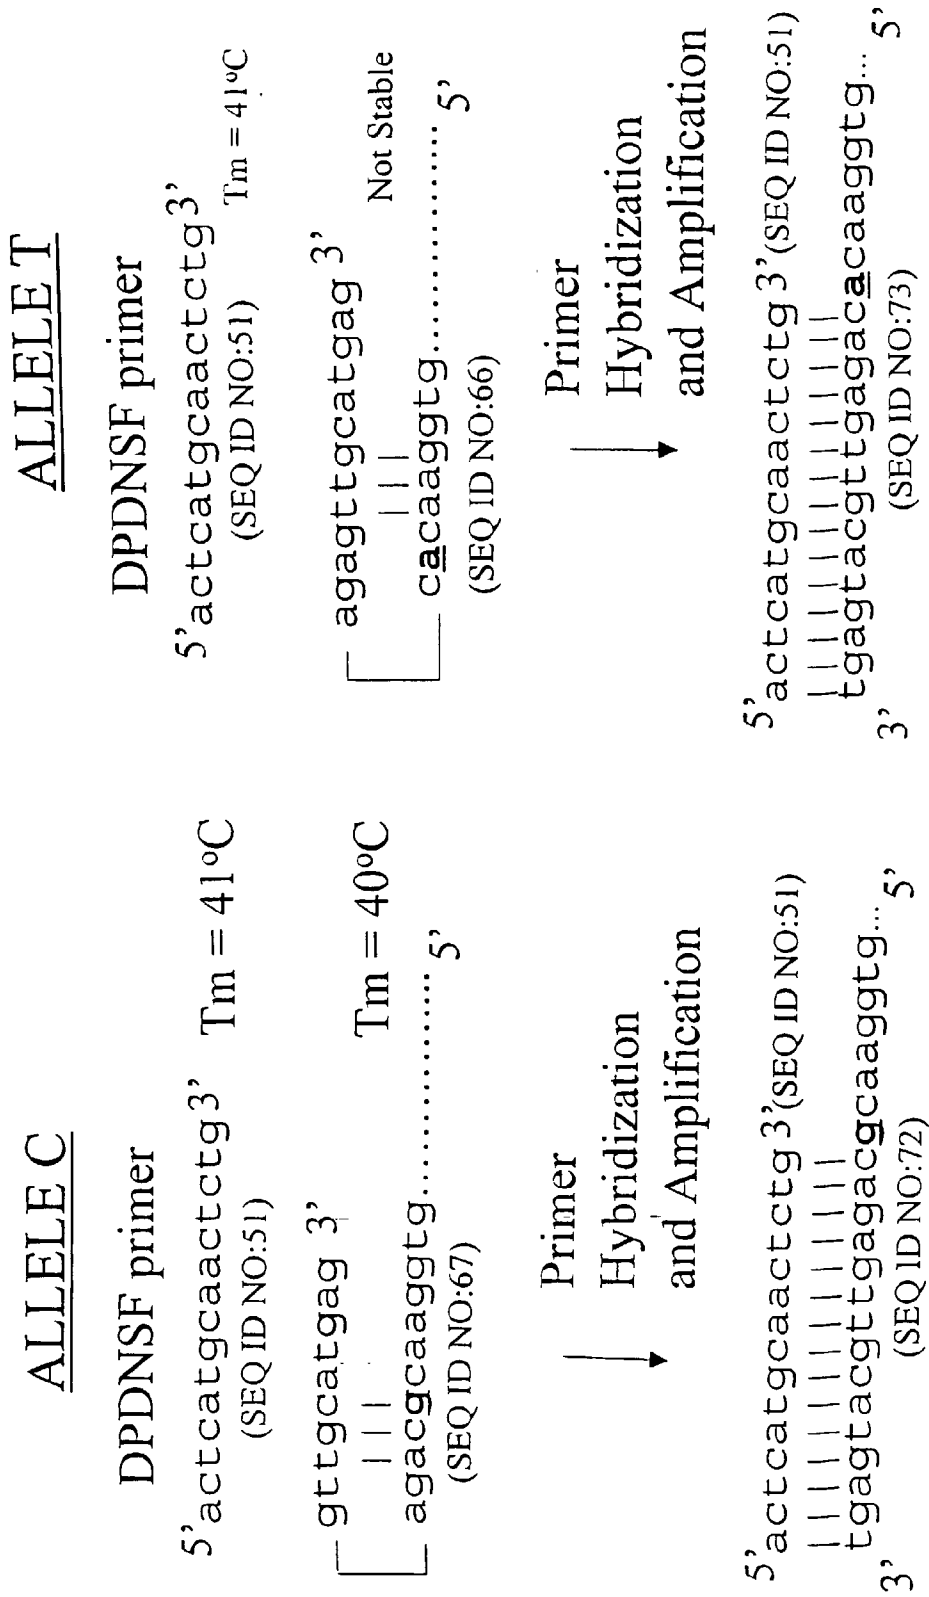 ALLELE C
DPDNSF primer
5'actcatgcaactctg3' Tm = 41ºC
(SEQ ID NO:51)
gttgcatgag 3'
Tm = 40ºC
agacgcaaggtg............... 5'
(SEQ ID NO:67)
Primer
Hybridization
and Amplification
5'actcatgcaactctg3'(SEQ ID NO:51)
3' tgagtacgttgagacgcaaggtg... 5'
(SEQ ID NO:72)
ALLELE T
DPDNSF primer
5'actcatgcaactctg3'
(SEQ ID NO:51) Tm = 41ºC
agagttgcatgag 3'
Not Stable
cacaaggtg............... 5'
(SEQ ID NO:66)
Primer
Hybridization
and Amplification
5'actcatgcaactctg3'(SEQ ID NO:51)
3' tgagtacgttgagacacaaggtg... 5'
(SEQ ID NO:73)